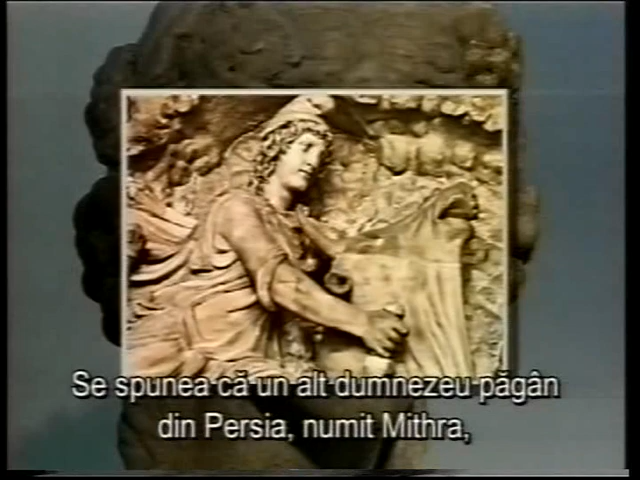 Se spunea că un alt dumnezeu păgân
din Persia, numit Mithra,